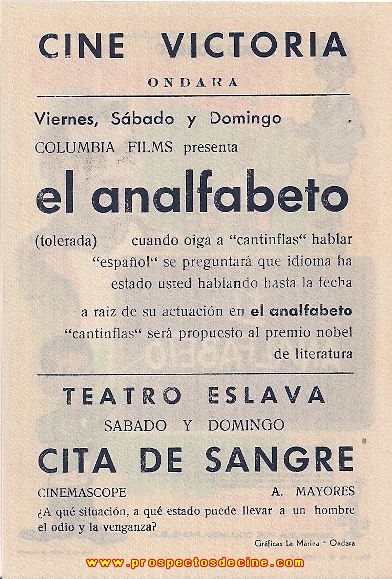 CINE VICTORIA
ONDARA
Viernes, Sábado y Domingo
COLUMBIA FILMS presenta
el analfabeto
(tolerada) cuando oiga a “cantinflas“ hablar
“español“ se preguntará que idioma ha
estado usted hablando hasta la fecha
a raiz de su actuación en el analfabeto
“cantinflas“ será propuesto al premio nobel
de literatura
TEATRO ESLAVA
SABADO Y DOMINGO
CITA DE SANGRE
CINEMASCOPE A. MAYORES
¿A qué situación, a qué estado puede llevar a un hombre
el odio y la venganza?
Gráficas La Marina - Ondara
www.prospectosdecine.com